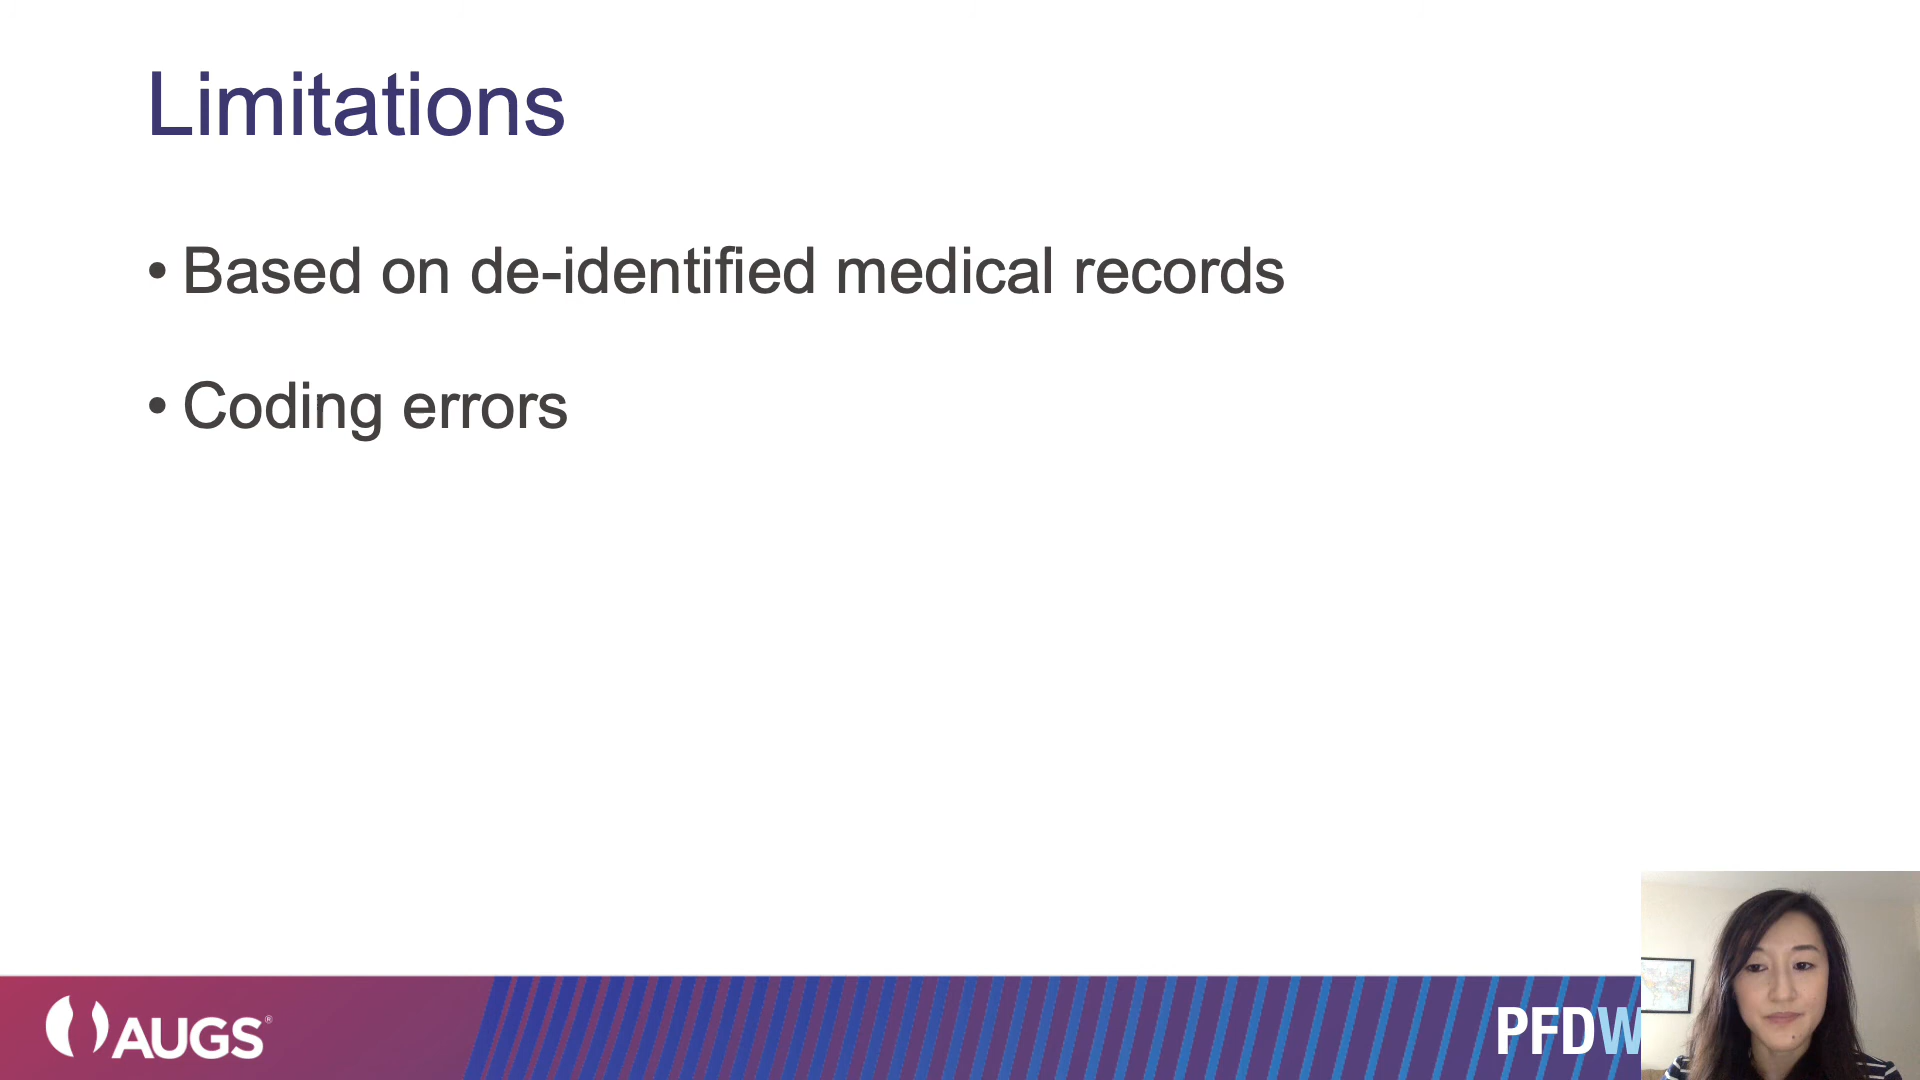 Limitations
• Based on de-identified medical records
• Coding errors
AUGS®
PFDW